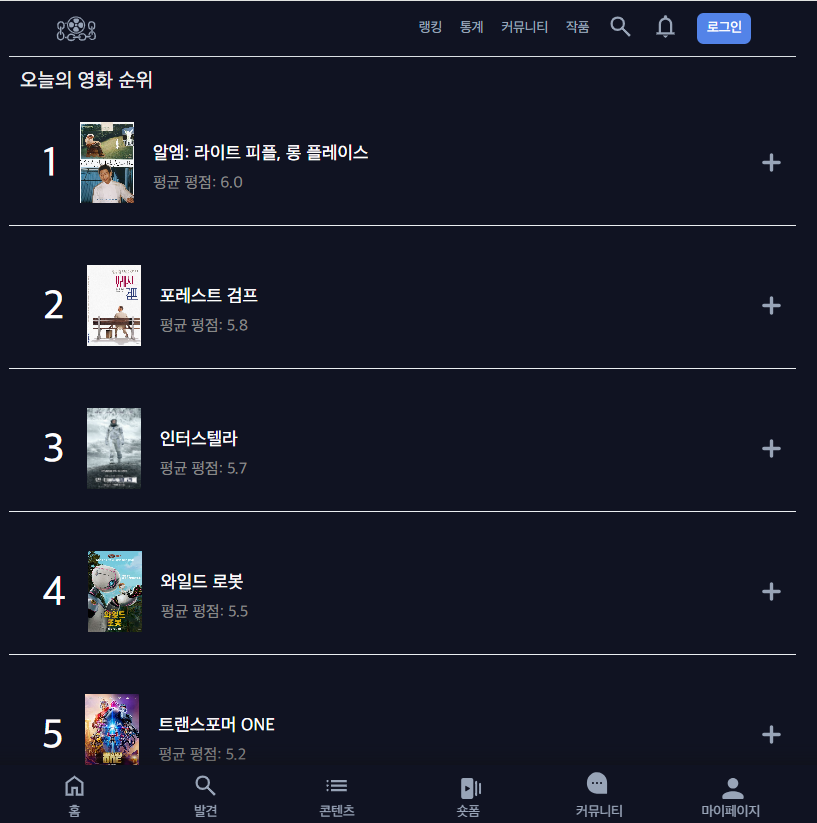 랭킹 통계 커뮤니티 작품 로그인
오늘의 영화 순위
1
알엠: 라이트 피플, 롱 플레이스
평균 평점: 6.0
2
포레스트 검프
평균 평점: 5.8
3
인터스텔라
평균 평점: 5.7
4
와일드 로봇
와일드 로봇
평균 평점: 5.5
5
트랜스포머 ONE
평균 평점: 5.2
홈 발견 콘텐츠 숏폼 커뮤니티 마이페이지